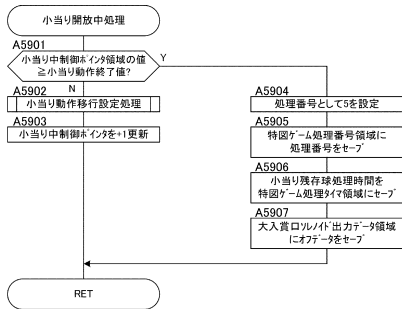 小当り開放中処理
A5901
小当り中制御ポインタ領域の値
≧小当り動作終了値?
Y
N
A5902
小当り動作移行設定処理
A5903
小当り中制御ポインタを+1更新
A5904
処理番号として5を設定
A5905
特図ゲーム処理番号領域に
処理番号をセーブ
A5906
小当り残存球処理時間を
特図ゲーム処理タイマ領域にセーブ
A5907
大入賞口ソレノイド出力データ領域
にオフデータをセーブ
RET